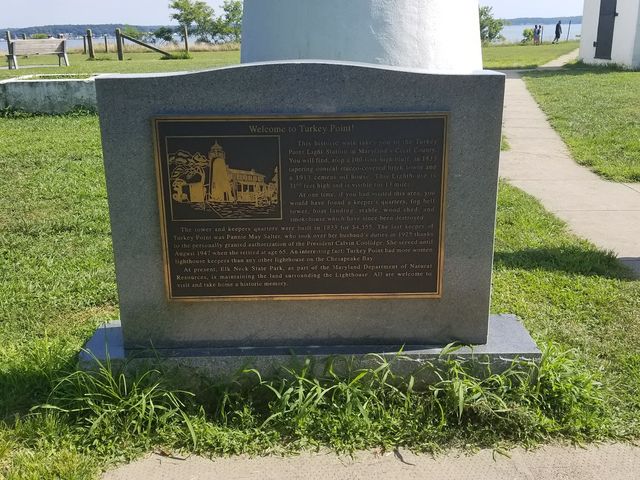 Welcome to Turkey Point!
This historic walk takes you to the Turkey
Point Light Station in Maryland's Cecil County.
You will find, atop a 100-foot high bluff, an 1833
tapering conical stucco-covered brick tower and
a 1913 cement oil house. This Lighthouse is
feet high and is visible for 13 miles.
At one time, if you had visited this area, you
would have found a keeper's quarters, fog bell
tower, boat landing, stable, wood shed and
smokehouse which have since been destroyed.
The tower and keepers quarters were built in 1833 for $4,355. The last keeper of
Turkey Point was Fannie May Salter, who took over her husband's duties in 1925 thanks
to the personally granted authorization of the President Calvin Coolidge. She served until
August 1947 when she retired at age 65. An interesting fact: Turkey Point had more women
lighthouse keepers than any other lighthouse on the Chesapeake Bay.
At present, Elk Neck State Park, as part of the Maryland Department of Natural
Resources, is maintaining the land surrounding the Lighthouse. All are welcome to
visit and take home a historic memory.